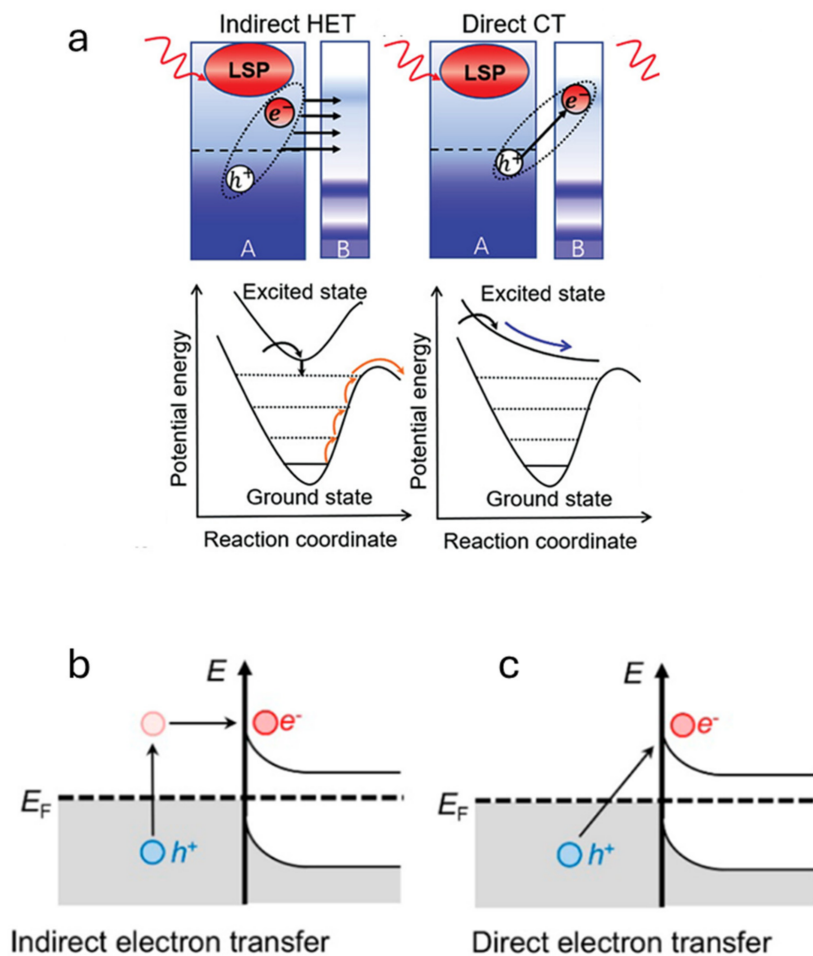 a
Indirect HET
Direct CT
LSP
e⁻
h⁺
A
B
LSP
e⁻
h⁺
A
B
Potential energy
Excited state
Ground state
Reaction coordinate
Potential energy
Excited state
Ground state
Reaction coordinate
b
E
e⁻
E_F
h⁺
Indirect electron transfer
c
E
e⁻
E_F
h⁺
Direct electron transfer